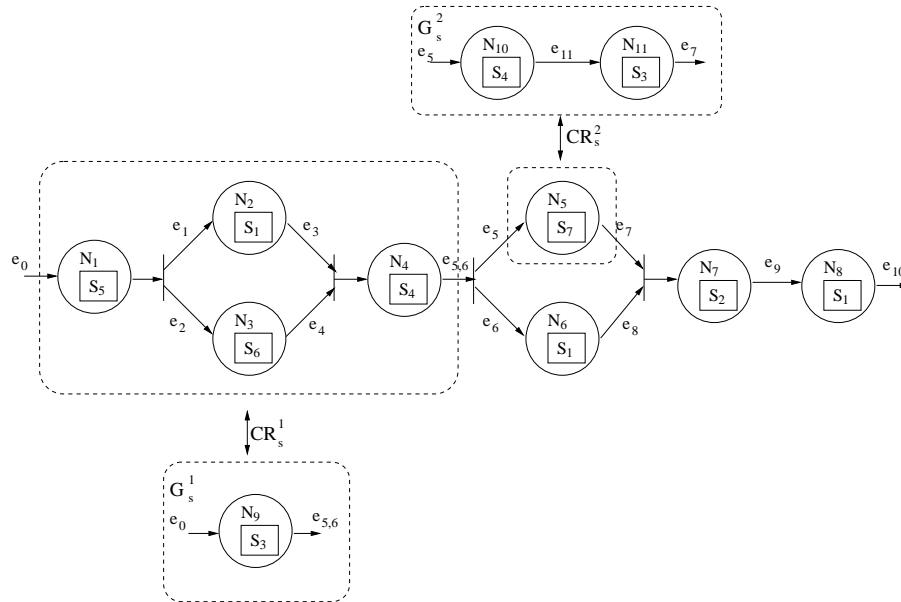 G_s^2
N_10
N_11
e_5
S_4
e_11
S_3
e_7
CR_s^2
N_2
S_1
e_1
e_3
N_5
S_7
e_5
e_7
e_0
N_1
S_5
N_4
S_4
e_5,6
N_7
S_2
e_9
N_8
S_1
e_10
e_2
N_3
S_6
e_4
e_6
N_6
S_1
e_8
CR_s^1
G_s^1
e_0
N_9
S_3
e_5,6